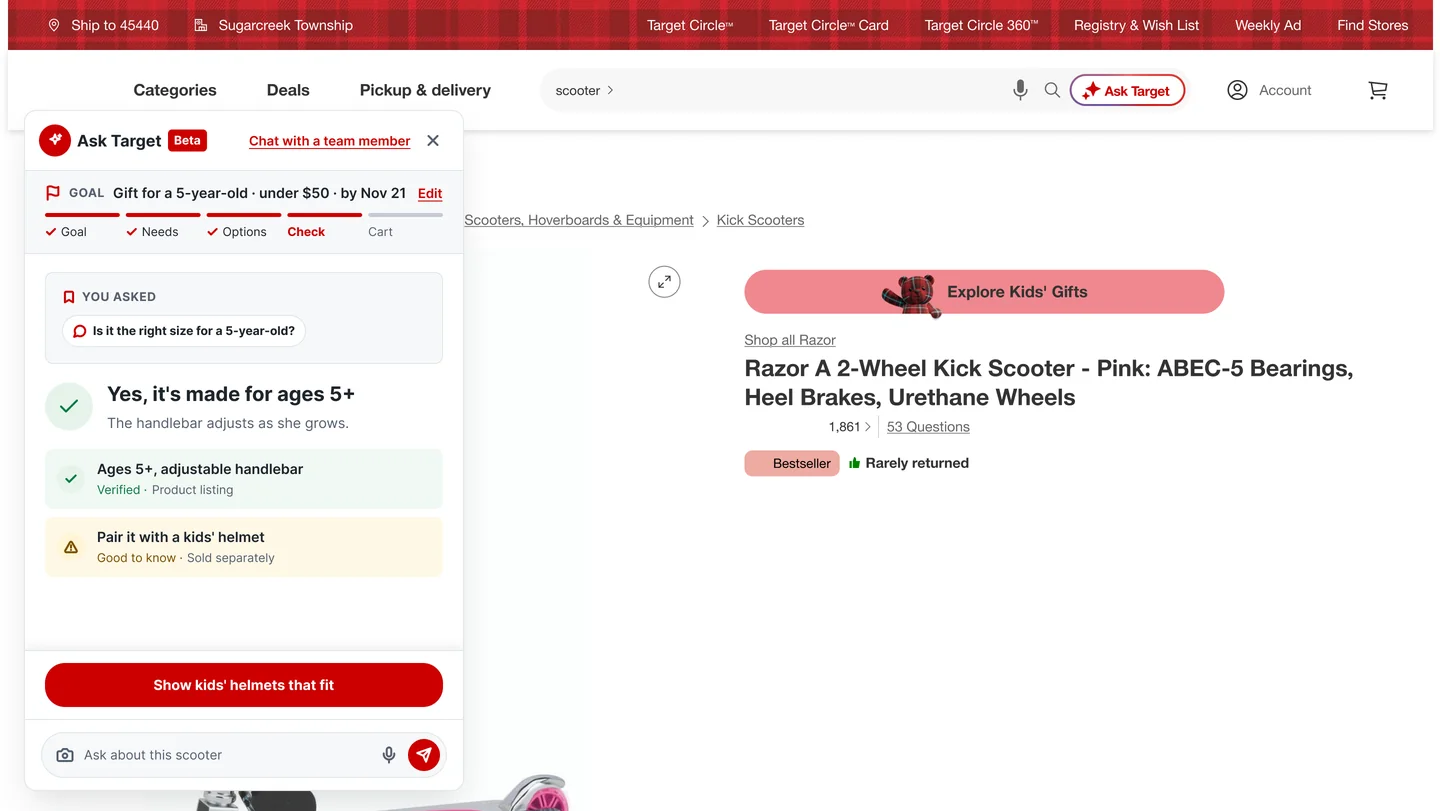 Ship to 45440
Sugarcreek Township
Target Circle™
Target Circle™ Card
Target Circle 360™
Registry & Wish List
Weekly Ad
Find Stores
Categories
Deals
Pickup & delivery
scooter
Ask Target
Account
Ask Target
Beta
Chat with a team member
GOAL
Gift for a 5-year-old · under $50 · by Nov 21
Edit
Goal
Needs
Options
Check
Cart
YOU ASKED
Is it the right size for a 5-year-old?
Yes, it's made for ages 5+
The handlebar adjusts as she grows.
Ages 5+, adjustable handlebar
Verified · Product listing
Pair it with a kids' helmet
Good to know · Sold separately
Show kids' helmets that fit
Ask about this scooter
Scooters, Hoverboards & Equipment
Kick Scooters
Explore Kids' Gifts
Shop all Razor
Razor A 2-Wheel Kick Scooter - Pink: ABEC-5 Bearings,
Heel Brakes, Urethane Wheels
1,861
53 Questions
Bestseller
Rarely returned